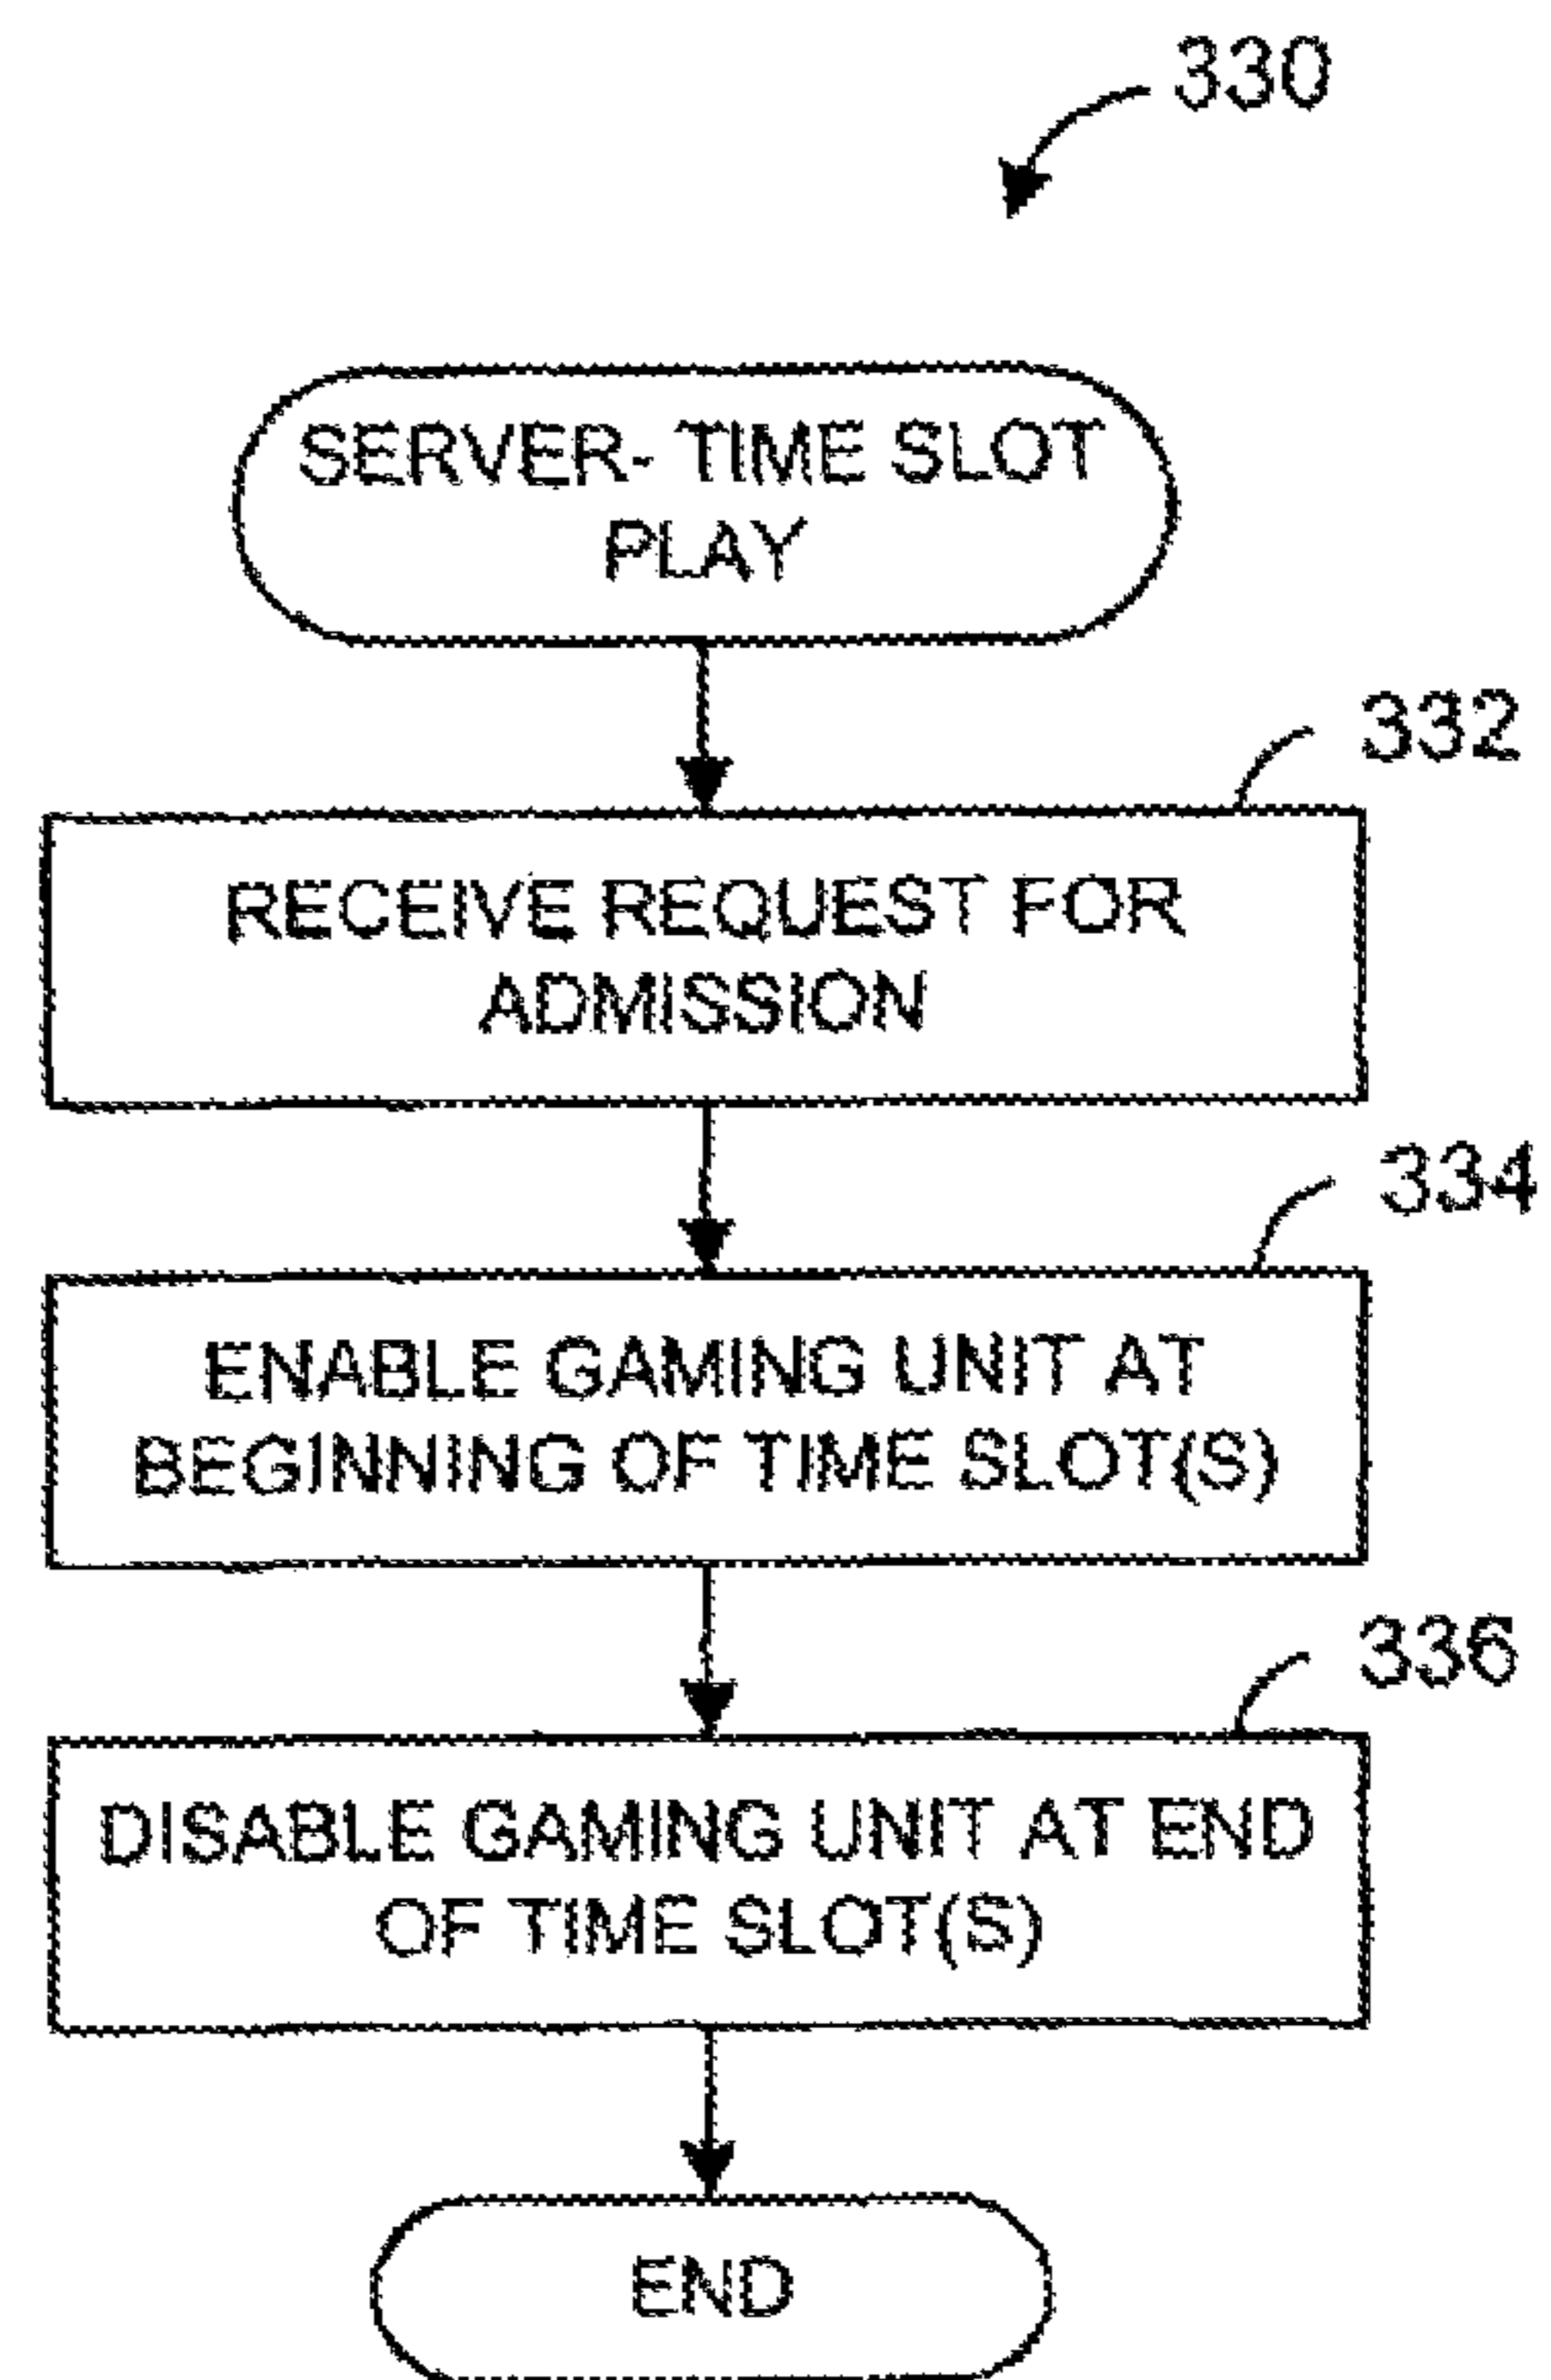 330
SERVER- TIME SLOT
PLAY
332
RECEIVE REQUEST FOR
ADMISSION
334
ENABLE GAMING UNIT AT
BEGINNING OF TIME SLOT(S)
336
DISABLE GAMING UNIT AT END
OF TIME SLOT(S)
END